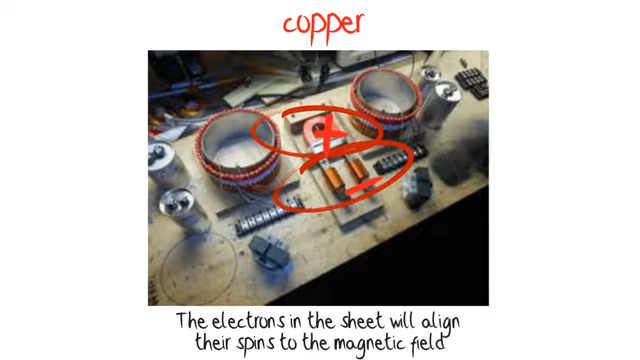 copper
The electrons in the sheet will align
their spins to the magnetic field